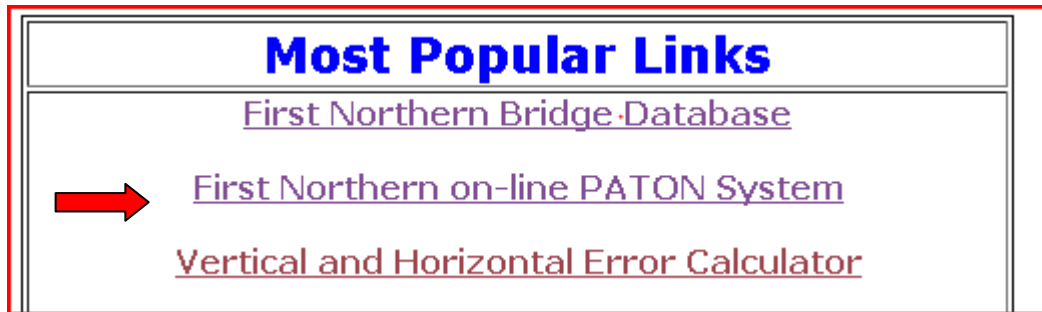 Most Popular Links
First Northern Bridge Database
First Northern on-line PATON System
Vertical and Horizontal Error Calculator